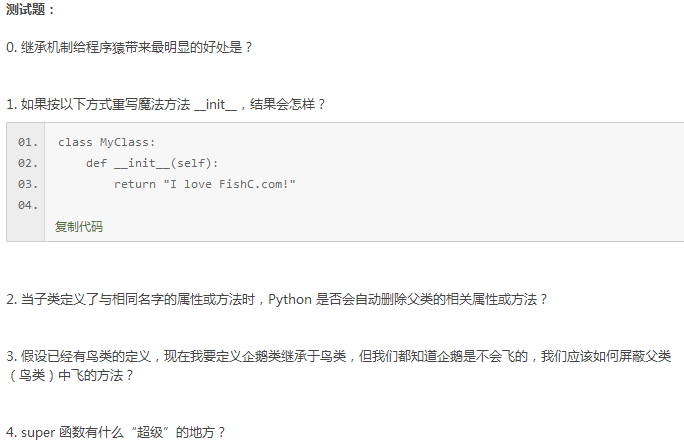 测试题：
0. 继承机制给程序猿带来最明显的好处是？
1. 如果按以下方式重写魔法方法 __init__，结果会怎样？
01. class MyClass:
02.     def __init__(self):
03.         return "I love FishC.com!"
04.
复制代码
2. 当子类定义了与相同名字的属性或方法时，Python 是否会自动删除父类的相关属性或方法？
3. 假设已经有鸟类的定义，现在我要定义企鹅类继承于鸟类，但我们都知道企鹅是不会飞的，我们应该如何屏蔽父类
（鸟类）中飞的方法？
4. super 函数有什么“超级”的地方？